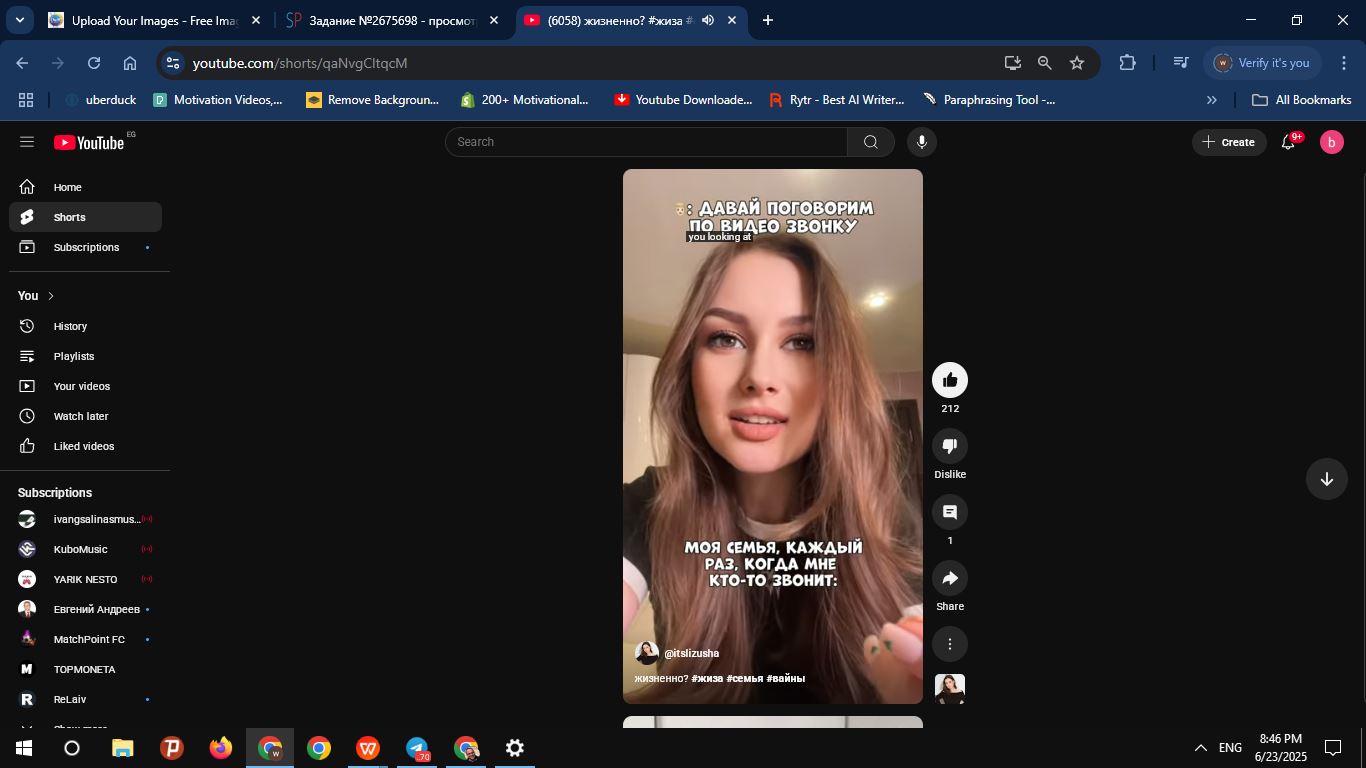 Upload Your Images - Free Imag
Задание №2675698 - просмотр
(6058) жизненно? #жиза #
youtube.com/shorts/qaNvgCltqcM
Verify it's you
uberduck
Motivation Videos,...
Remove Backgroun...
200+ Motivational...
Youtube Downloade...
Rytr - Best AI Writer...
Paraphrasing Tool -...
All Bookmarks
YouTube EG
Search
Create
9+
b
Home
Shorts
Subscriptions
You
History
Playlists
Your videos
Watch later
Liked videos
Subscriptions
ivangsalinasmus...
KuboMusic
YARIK NESTO
Евгений Андреев
MatchPoint FC
TOPMONETA
ReLaiv
: ДАВАЙ ПОГОВОРИМ
ПО ВИДЕО ЗВОНКУ
you looking at
МОЯ СЕМЬЯ, КАЖДЫЙ
РАЗ, КОГДА МНЕ
КТО-ТО ЗВОНИТ:
@itslizusha
жизненно? #жиза #семья #вайны
212
Dislike
1
Share
ENG
8:46 PM
6/23/2025